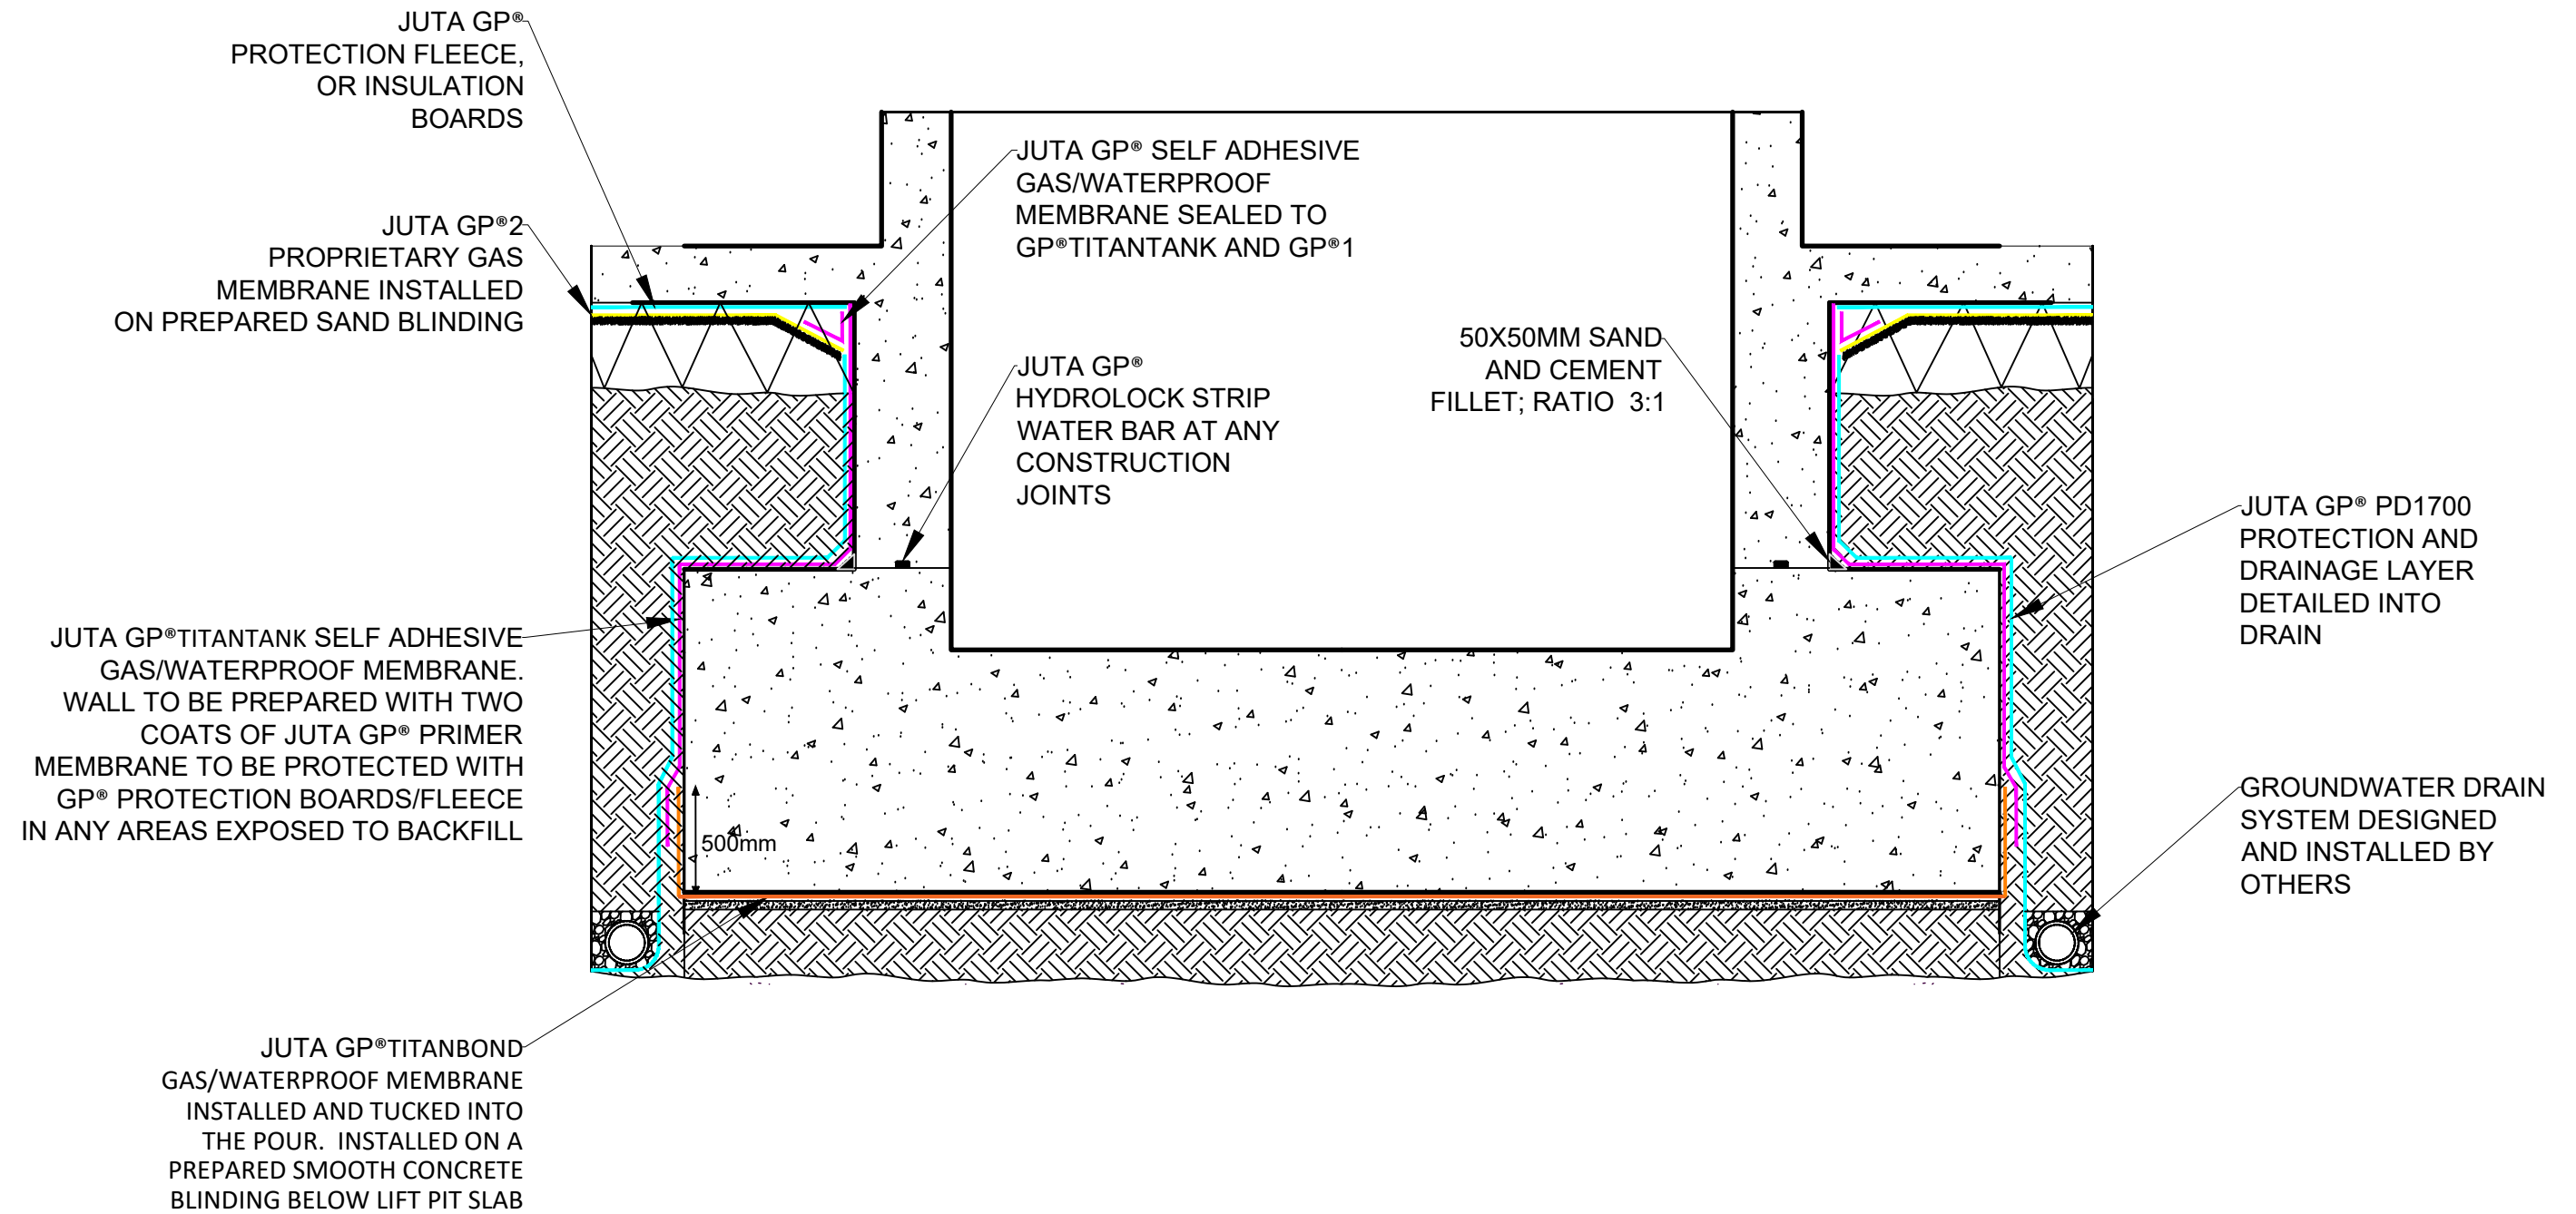 JUTA GP®
PROTECTION FLEECE,
OR INSULATION
BOARDS
JUTA GP®2
PROPRIETARY GAS
MEMBRANE INSTALLED
ON PREPARED SAND BLINDING
JUTA GP® SELF ADHESIVE
GAS/WATERPROOF
MEMBRANE SEALED TO
GP®TITANTANK AND GP®1
JUTA GP®
HYDROLOCK STRIP
WATER BAR AT ANY
CONSTRUCTION
JOINTS
50X50MM SAND
AND CEMENT
FILLET; RATIO 3:1
JUTA GP® PD1700
PROTECTION AND
DRAINAGE LAYER
DETAILED INTO
DRAIN
JUTA GP®TITANTANK SELF ADHESIVE
GAS/WATERPROOF MEMBRANE.
WALL TO BE PREPARED WITH TWO
COATS OF JUTA GP® PRIMER
MEMBRANE TO BE PROTECTED WITH
GP® PROTECTION BOARDS/FLEECE
IN ANY AREAS EXPOSED TO BACKFILL
500mm
GROUNDWATER DRAIN
SYSTEM DESIGNED
AND INSTALLED BY
OTHERS
JUTA GP®TITANBOND
GAS/WATERPROOF MEMBRANE
INSTALLED AND TUCKED INTO
THE POUR. INSTALLED ON A
PREPARED SMOOTH CONCRETE
BLINDING BELOW LIFT PIT SLAB